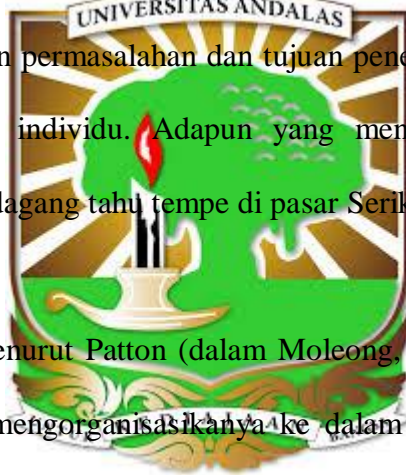 UNIVERSITAS ANDALAS
n permasalahan dan tujuan pene
individu. Adapun yang men
dagang tahu tempe di pasar Serik
enurut Patton (dalam Moleong,
mengorganisasikanya ke dalam